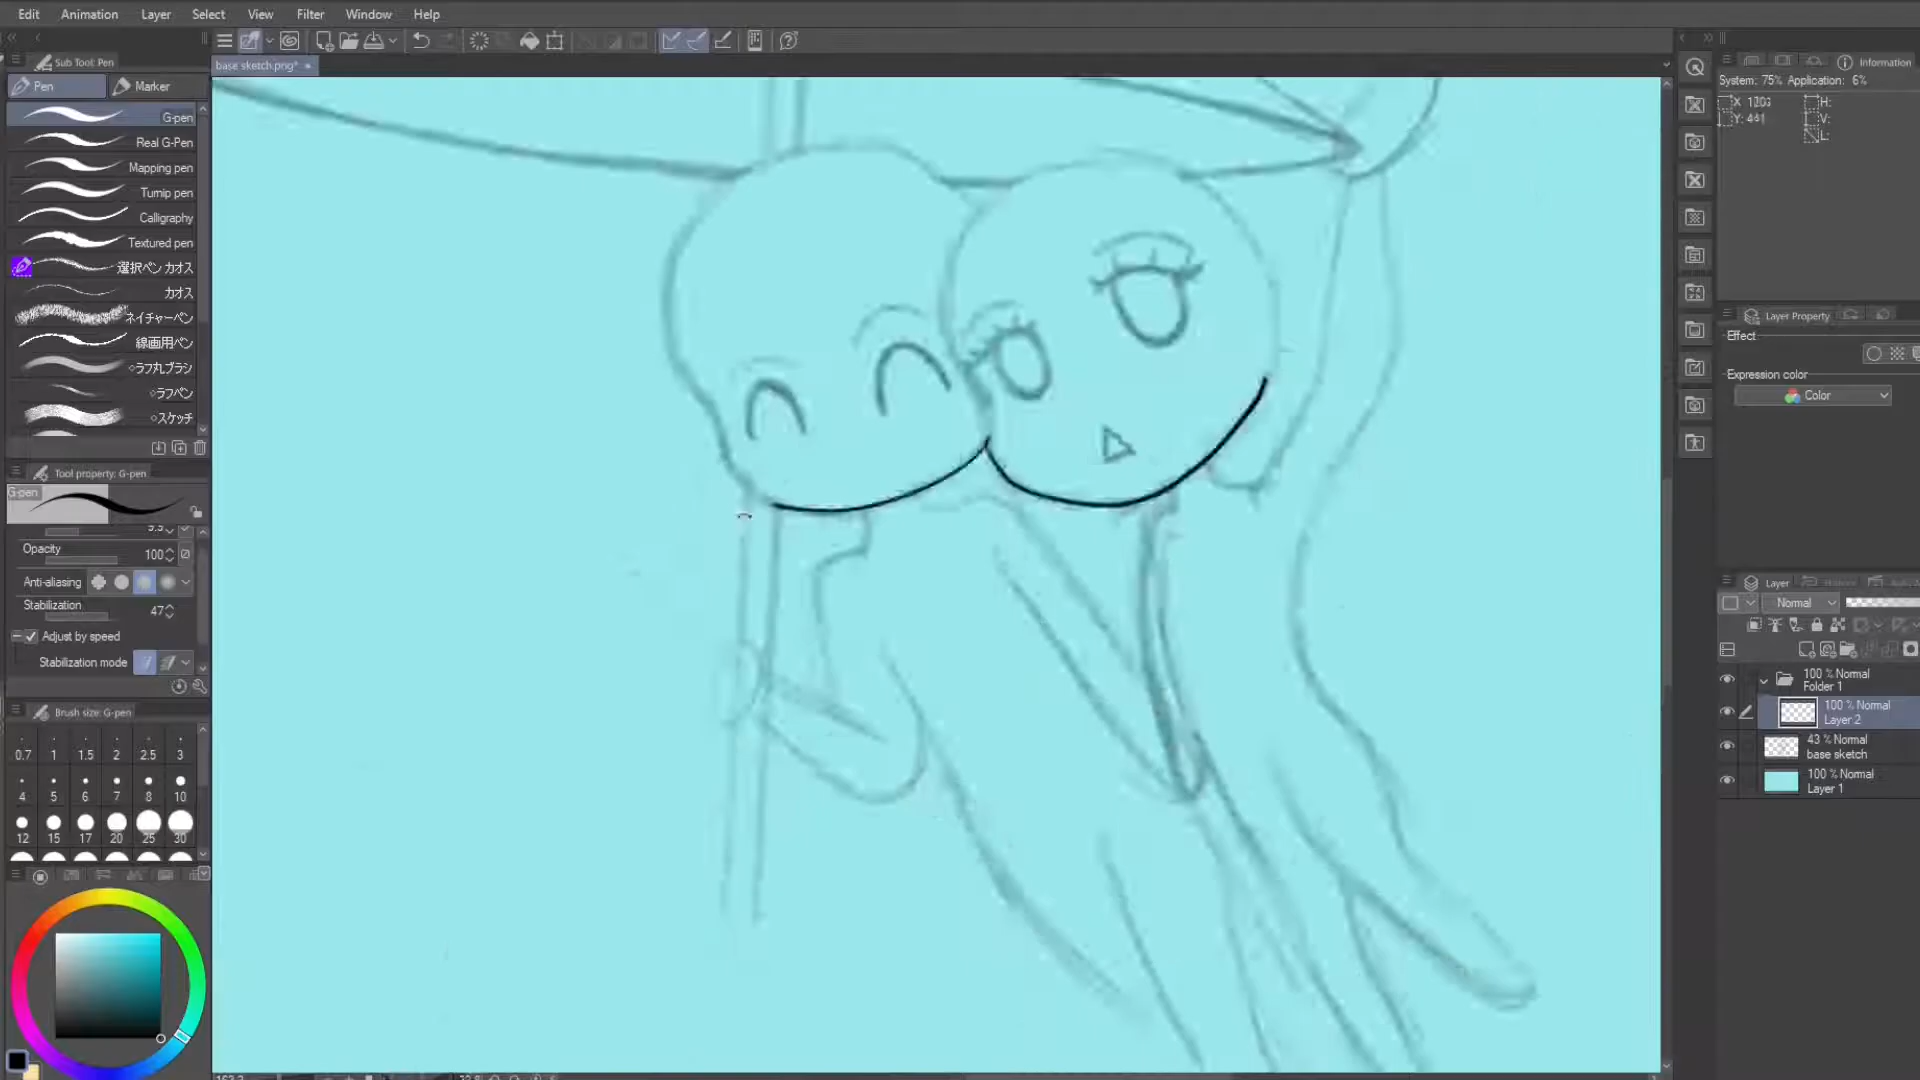 Edit Animation Layer Select View Filter Window Help
Sub Tool: Pen
base sketch.png*
Information
Pen Marker
System: 75% Application: 6%
G-pen
Real G-Pen
Mapping pen
Turnip pen
Calligraphy
Textured pen
選択ペン カオス
カオス
ネイチャーペン
線画用ペン
◇ラフ丸ブラシ
◇ラフペン
◇スケッチ
H:
Y: 441 V:
L:
Layer Property
Effect
Expression color
Color
Tool property: G-pen
G-pen
Opacity 100
Anti-aliasing
Stabilization 47
Adjust by speed
Stabilization mode
Brush size: G-pen
0.7 1 1.5 2 2.5 3
4 5 6 7 8 10
12 15 17 20 25 30
Layer
Normal
100 % Normal
Folder 1
100 % Normal
Layer 2
43 % Normal
base sketch
100 % Normal
Layer 1